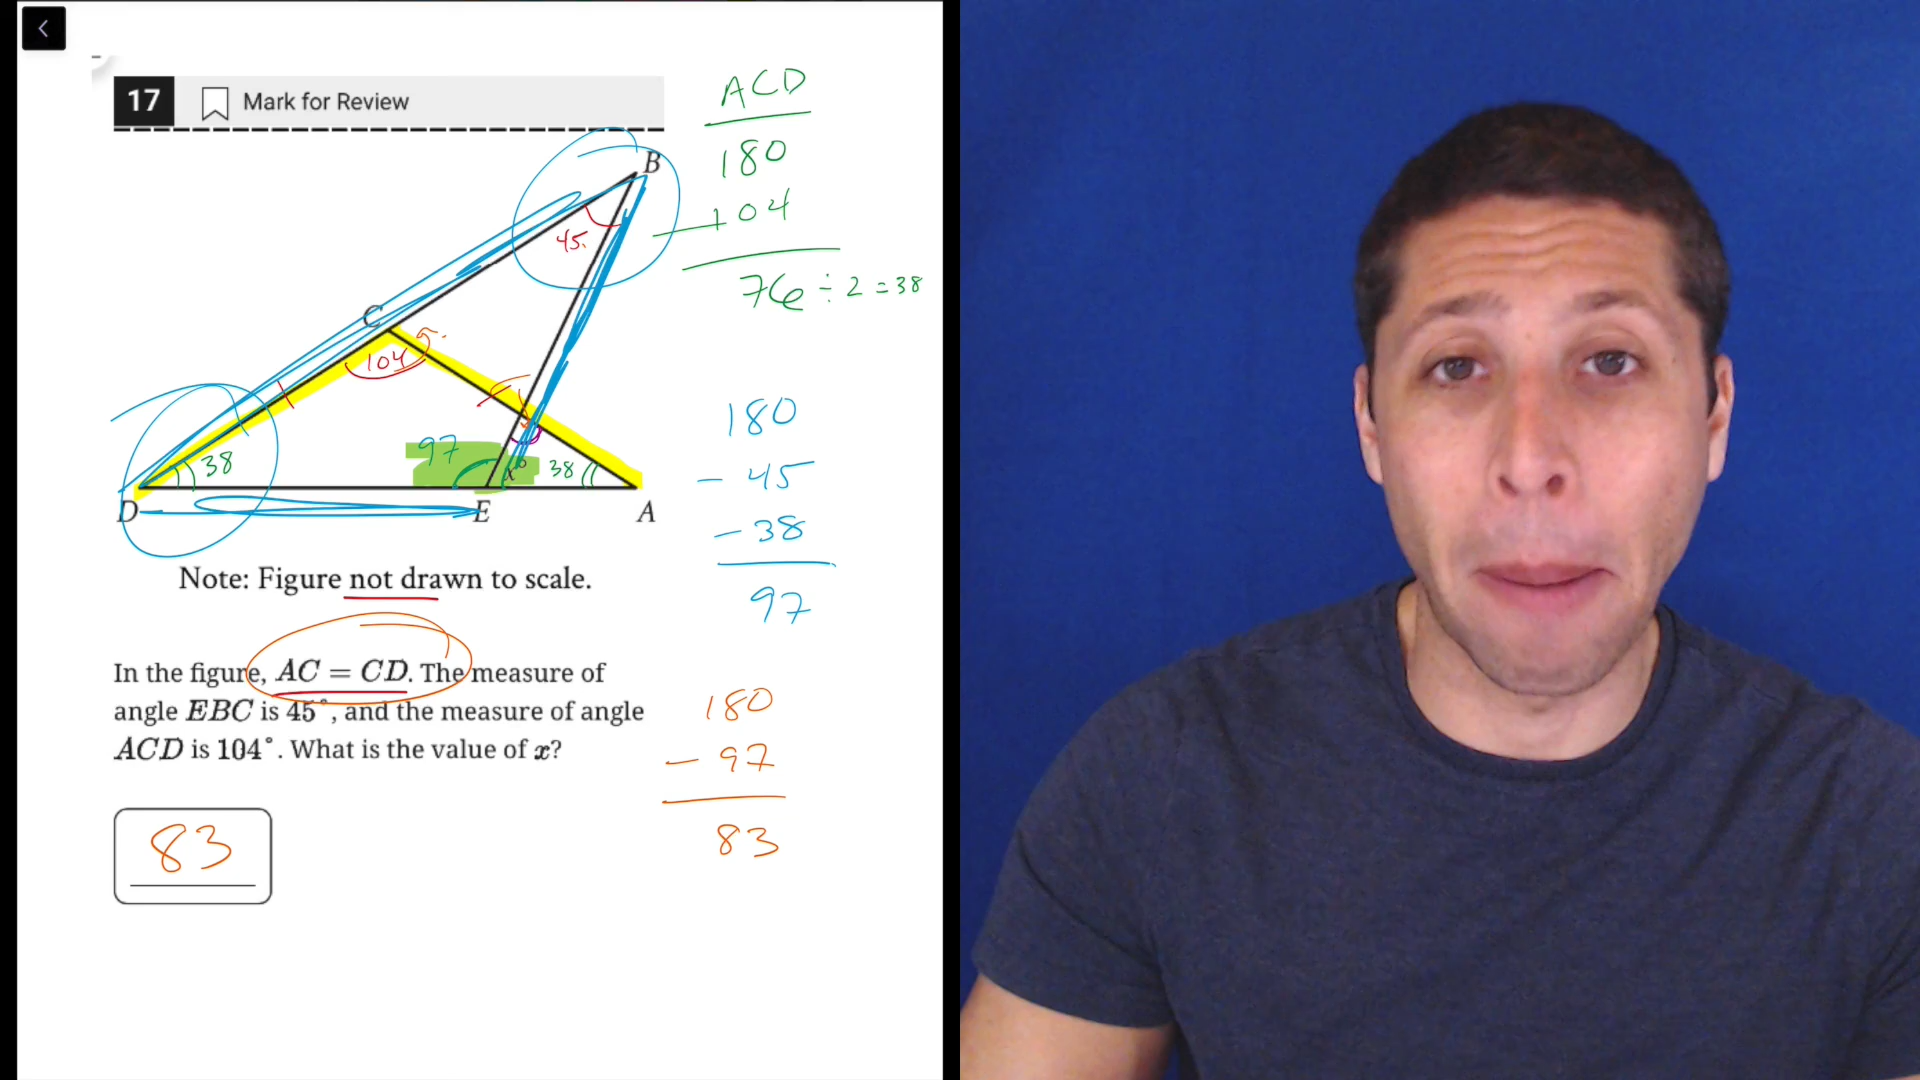 17 Mark for Review
B
45
C
104
97
38
x°
38
D
E
A
Note: Figure not drawn to scale.
In the figure, AC = CD. The measure of
angle EBC is 45°, and the measure of angle
ACD is 104°. What is the value of x?
83
ACD
180
104
76 ÷ 2 = 38
180
- 45
- 38
97
180
- 97
83